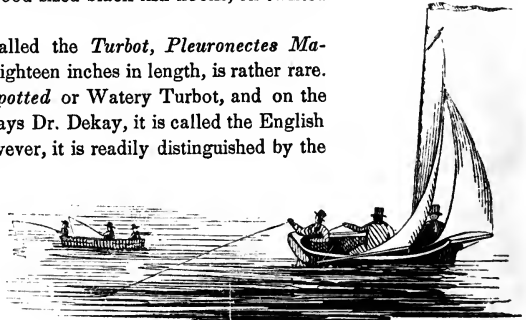 alled the Turbot, Pleuronectes Ma-
ighteen inches in length, is rather rare.
potted or Watery Turbot, and on the
ays Dr. Dekay, it is called the English
vever, it is readily distinguished by the